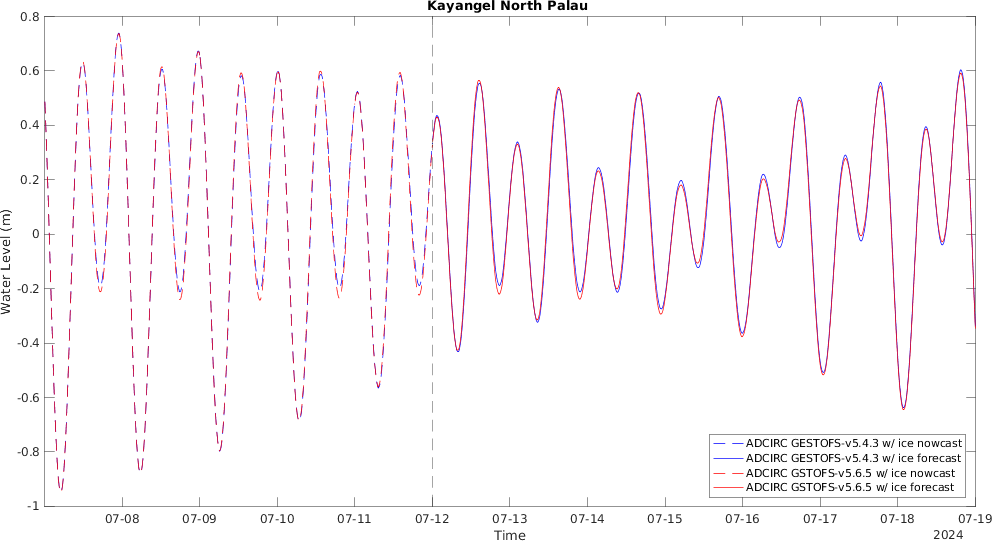 Kayangel North Palau
0.8
0.6
0.4
0.2
0
-0.2
-0.4
-0.6
-0.8
-1
Water Level (m)
07-08 07-09 07-10 07-11 07-12 07-13 07-14 07-15 07-16 07-17 07-18 07-19
Time
2024
ADCIRC GESTOFS-v5.4.3 w/ ice nowcast
ADCIRC GESTOFS-v5.4.3 w/ ice forecast
ADCIRC GSTOFS-v5.6.5 w/ ice nowcast
ADCIRC GSTOFS-v5.6.5 w/ ice forecast